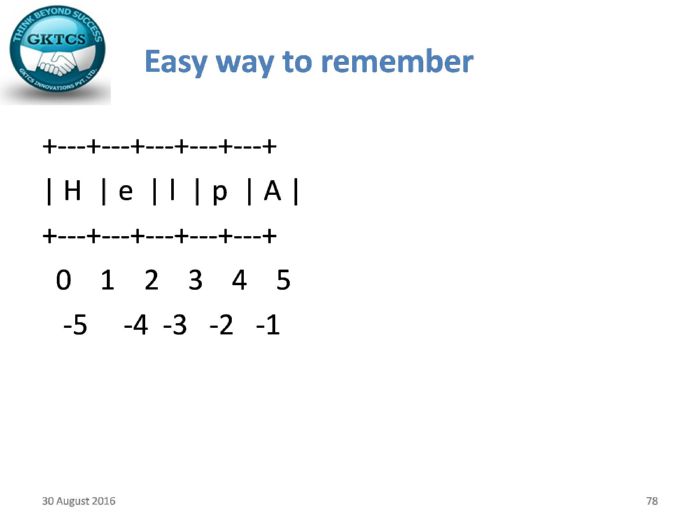 THINK BEYOND SUCCESS
GKTCS
GKTCS INNOVATIONS PVT. LTD.
Easy way to remember
+---+---+---+---+---+
| H | e | l | p | A |
+---+---+---+---+---+
0 1 2 3 4 5
-5 -4 -3 -2 -1
30 August 2016
78